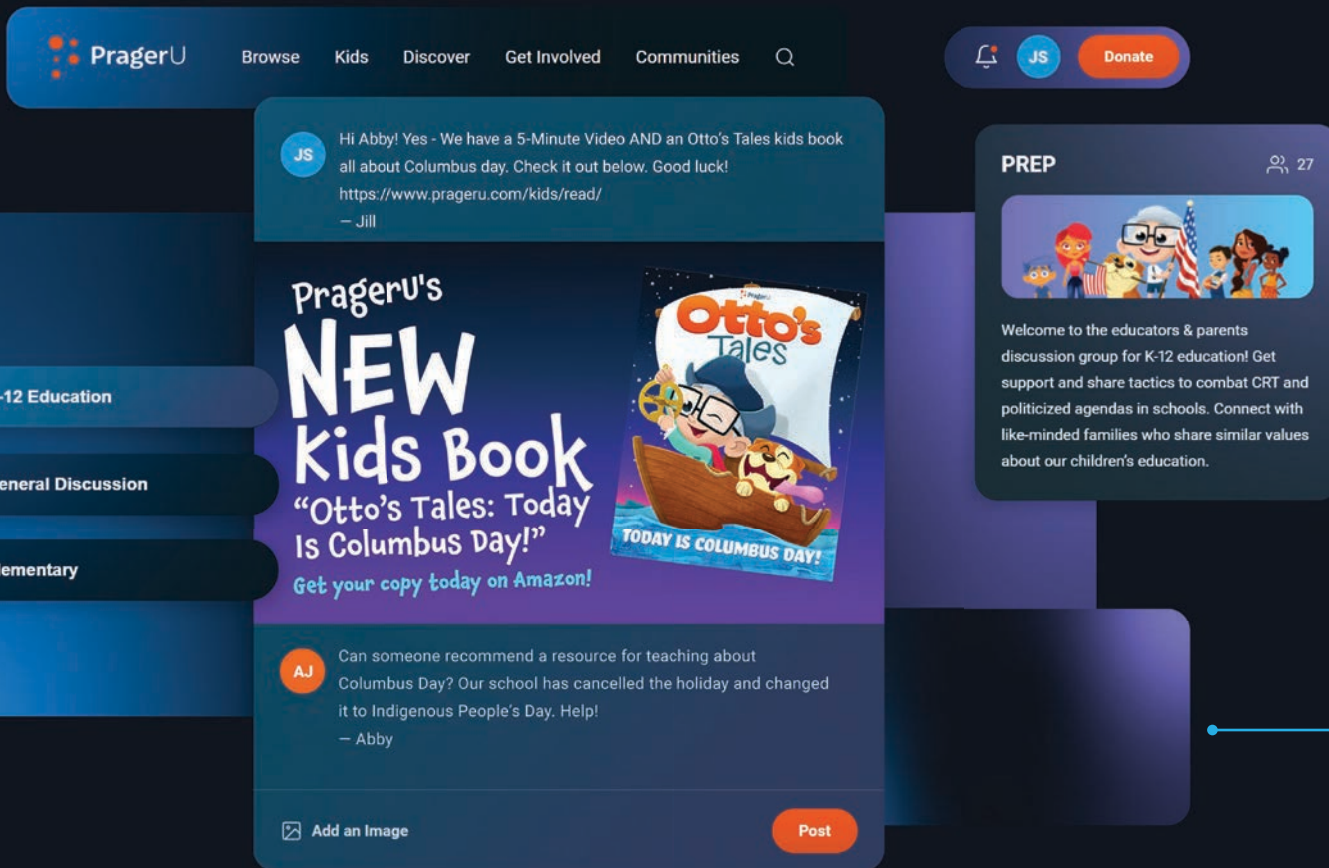 PragerU
Browse
Kids
Discover
Get Involved
Communities
JS
Donate
JS
Hi Abby! Yes - We have a 5-Minute Video AND an Otto's Tales kids book
all about Columbus day. Check it out below. Good luck!
https://www.prageru.com/kids/read/
— Jill
PragerU's
NEW
Kids Book
“Otto's Tales: Today
Is Columbus Day!”
Get your copy today on Amazon!
PragerU
Otto's
Tales
TODAY IS COLUMBUS DAY!
-12 Education
eneral Discussion
lementary
AJ
Can someone recommend a resource for teaching about
Columbus Day? Our school has cancelled the holiday and changed
it to Indigenous People's Day. Help!
— Abby
Add an Image
Post
PREP
27
Welcome to the educators & parents
discussion group for K-12 education! Get
support and share tactics to combat CRT and
politicized agendas in schools. Connect with
like-minded families who share similar values
about our children's education.